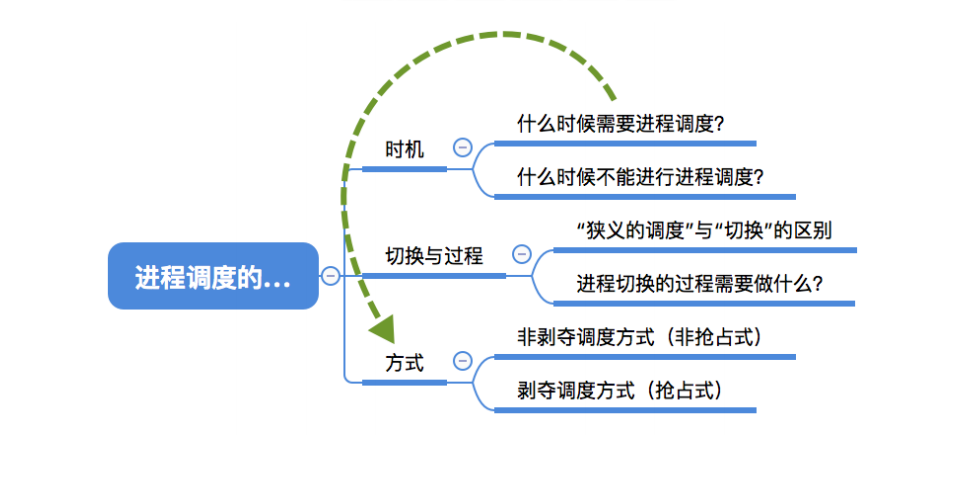 什么时候需要进程调度？
时机
什么时候不能进行进程调度？
“狭义的调度”与“切换”的区别
切换与过程
进程调度的...
进程切换的过程需要做什么？
非剥夺调度方式（非抢占式）
方式
剥夺调度方式（抢占式）